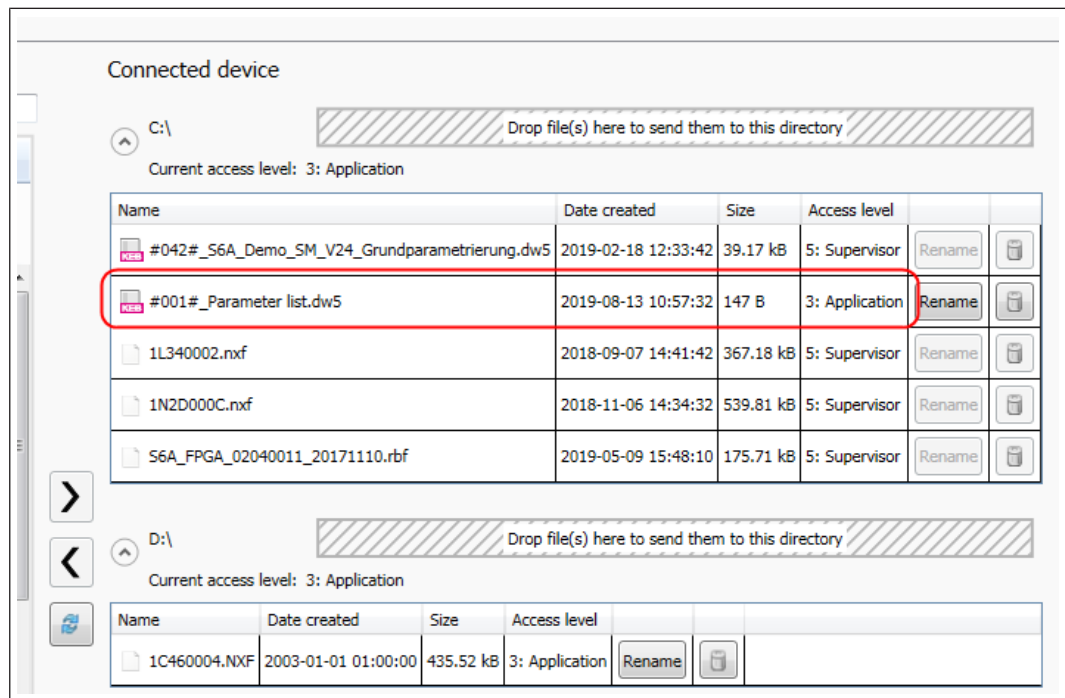 Connected device
C:\ Drop file(s) here to send them to this directory
Current access level: 3: Application
Name Date created Size Access level
KEB #042#_S6A_Demo_SM_V24_Grundparametrierung.dw5 2019-02-18 12:33:42 39.17 kB 5: Supervisor Rename
KEB #001#_Parameter list.dw5 2019-08-13 10:57:32 147 B 3: Application Rename
1L340002.nxf 2018-09-07 14:41:42 367.18 kB 5: Supervisor Rename
1N2D000C.nxf 2018-11-06 14:34:32 539.81 kB 5: Supervisor Rename
S6A_FPGA_02040011_20171110.rbf 2019-05-09 15:48:10 175.71 kB 5: Supervisor Rename
D:\ Drop file(s) here to send them to this directory
Current access level: 3: Application
Name Date created Size Access level
1C460004.NXF 2003-01-01 01:00:00 435.52 kB 3: Application Rename